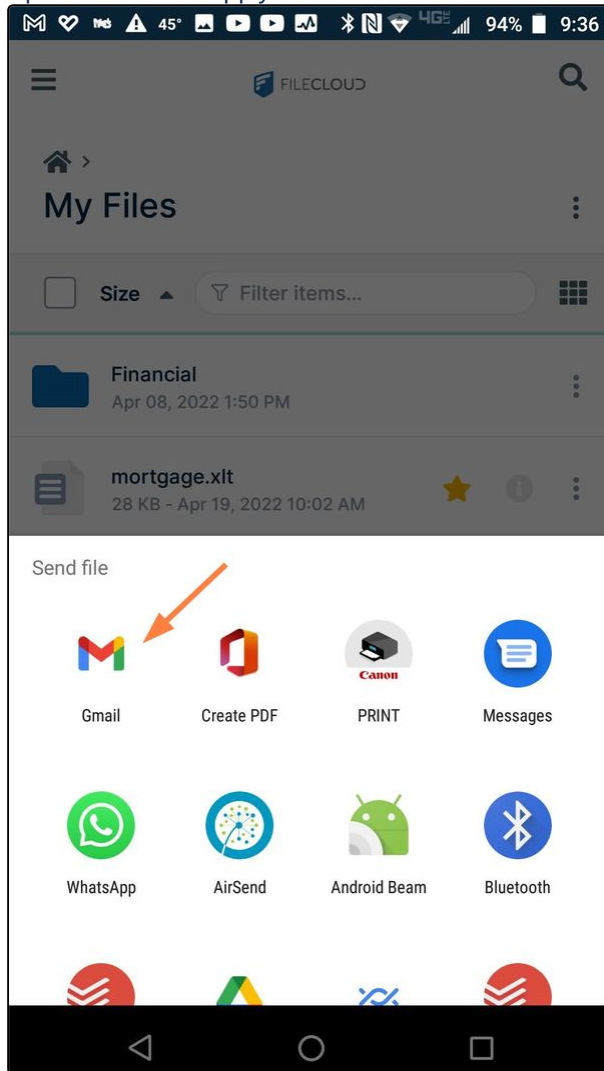 45° 4GE 94% 9:36
FILECLOUD
My Files
Size Filter items...
Financial
Apr 08, 2022 1:50 PM
mortgage.xlt
28 KB - Apr 19, 2022 10:02 AM
Send file
Canon
Gmail Create PDF PRINT Messages
WhatsApp AirSend Android Beam Bluetooth